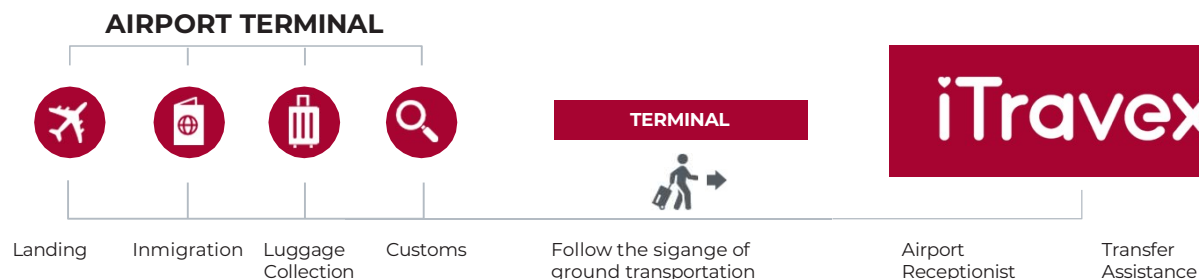 AIRPORT TERMINAL
TERMINAL
iTravex
Landing
Inmigration
Luggage
Collection
Customs
Follow the sigange of
ground transportation
Airport
Receptionist
Transfer
Assistance